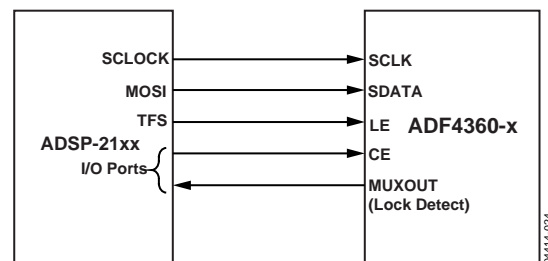 SCLOCK
MOSI
TFS
ADSP-21xx
I/O Ports
SCLK
SDATA
LE
ADF4360-x
CE
MUXOUT
(Lock Detect)